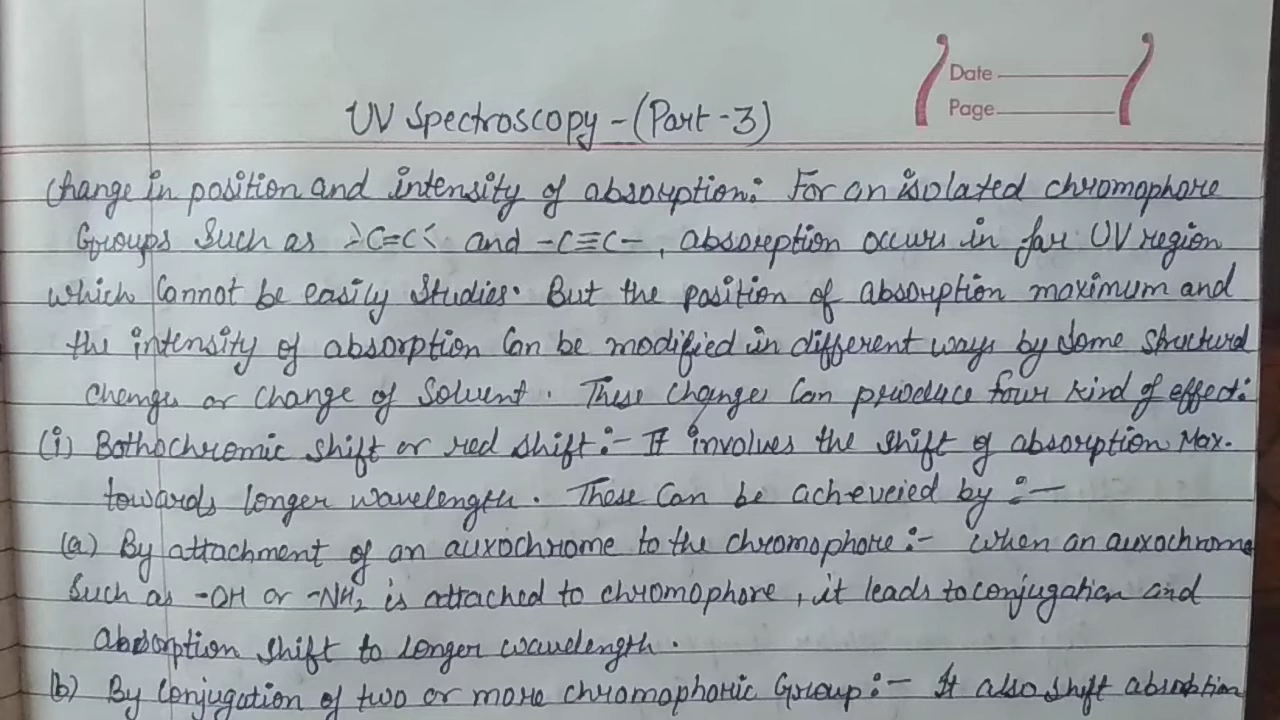 Date
Page
UV Spectroscopy - (Part - 3)
Change in position and intensity of absorption: For an isolated chromophore
Groups Such as >C=C< and -C≡C-, absorption occurs in far UV region
which Cannot be easily Studies. But the position of absorption maximum and
the intensity of absorption Can be modified in different ways by Some Structural
Change or Change of Solvent. These Changes Can produce four kind of effect:
(i) Bathochromic shift or red shift :- It involves the shift of absorption Max.
towards longer wavelength. These Can be acheveied by :-
(a) By attachment of an auxochrome to the chromophore :- When an auxochrome
Such as -OH or -NH₂ is attached to chromophore, it leads to conjugation and
absorption shift to longer wavelength.
(b) By Conjugation of two or more chromophoric Group :- It also shift absorption